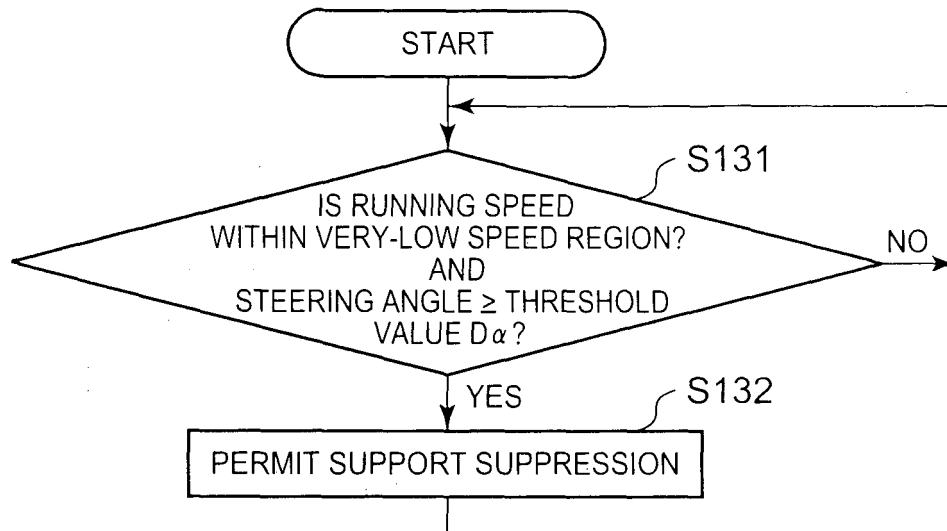 START
S131
IS RUNNING SPEED
WITHIN VERY-LOW SPEED REGION?
AND
STEERING ANGLE ≥ THRESHOLD
VALUE Dα?
NO
YES
S132
PERMIT SUPPORT SUPPRESSION